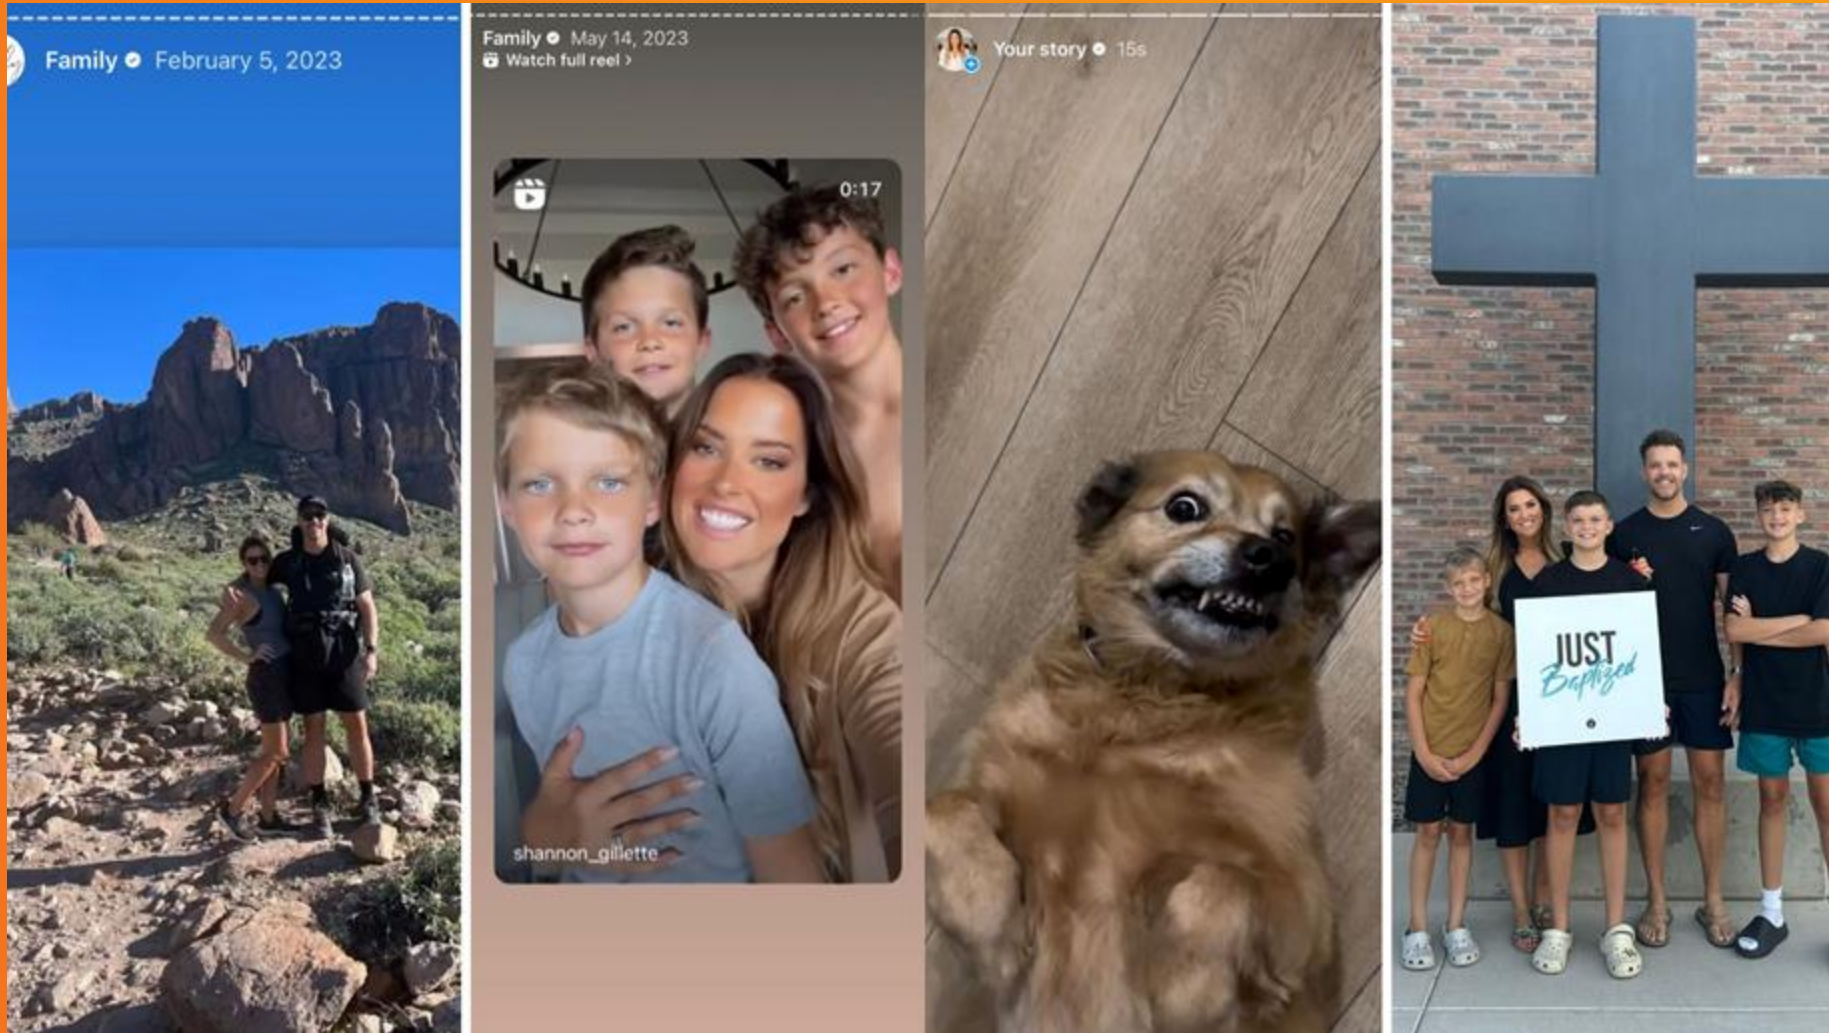 Family February 5, 2023
Family May 14, 2023
Watch full reel >
0:17
shannon_gillette
Your story 15s
JUST
Baptized